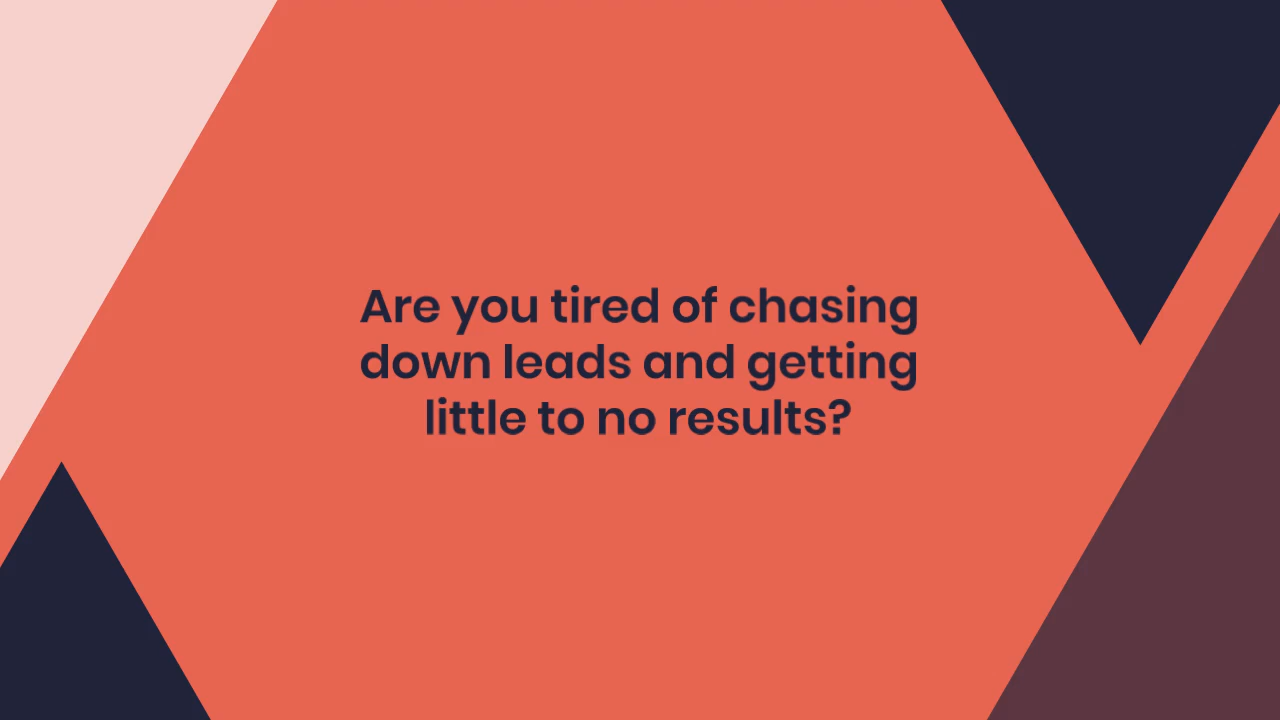 Are you tired of chasing
down leads and getting
little to no results?